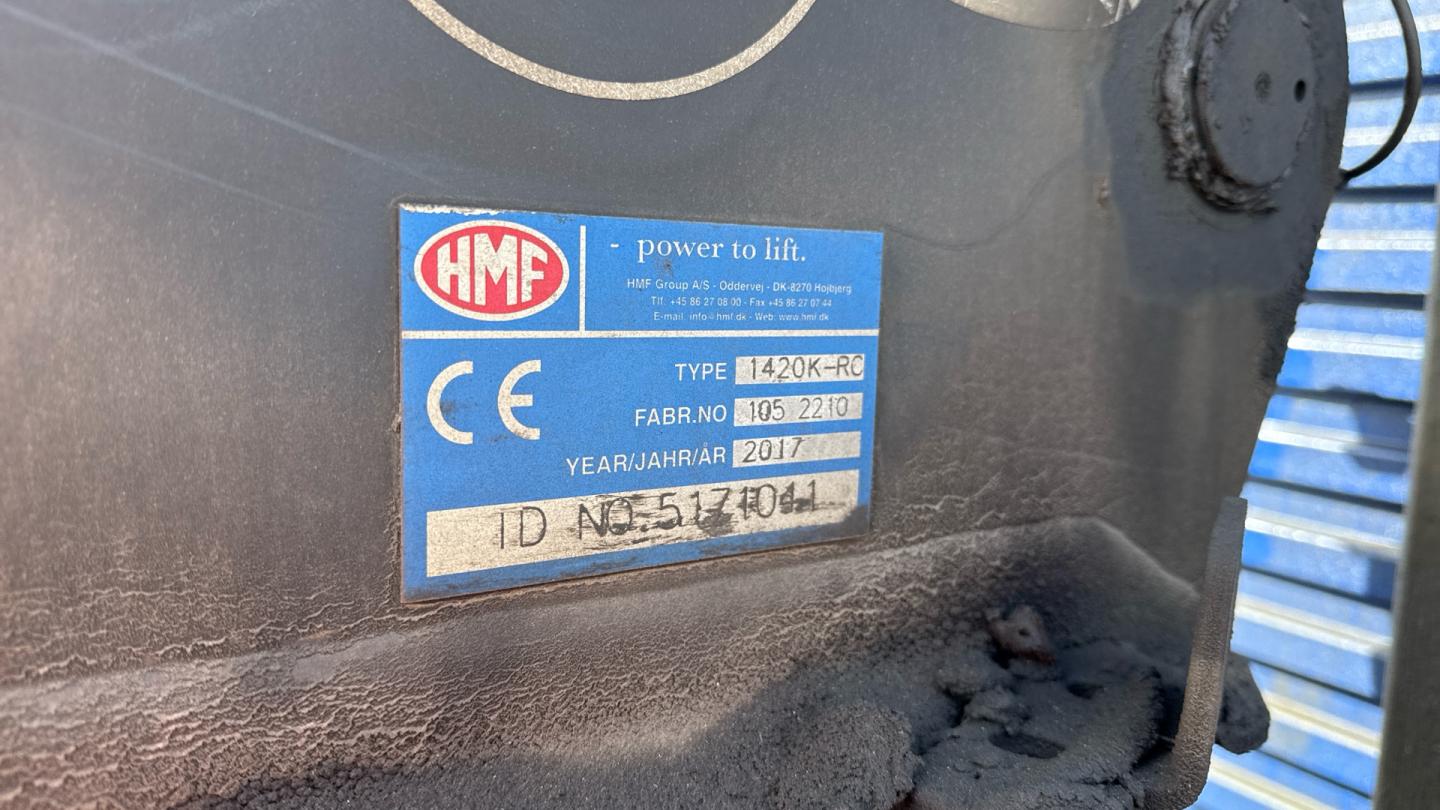 HMF
- power to lift.
HMF Group A/S - Oddervej - DK-8270 Hojbjerg
Tlf. +45 86 27 08 00 - Fax +45 86 27 07 44
E-mail: info@hmf.dk - Web: www.hmf.dk
CE
TYPE 1420K-RC
FABR.NO 105 2210
YEAR/JAHR/ÅR 2017
ID NO.5171041